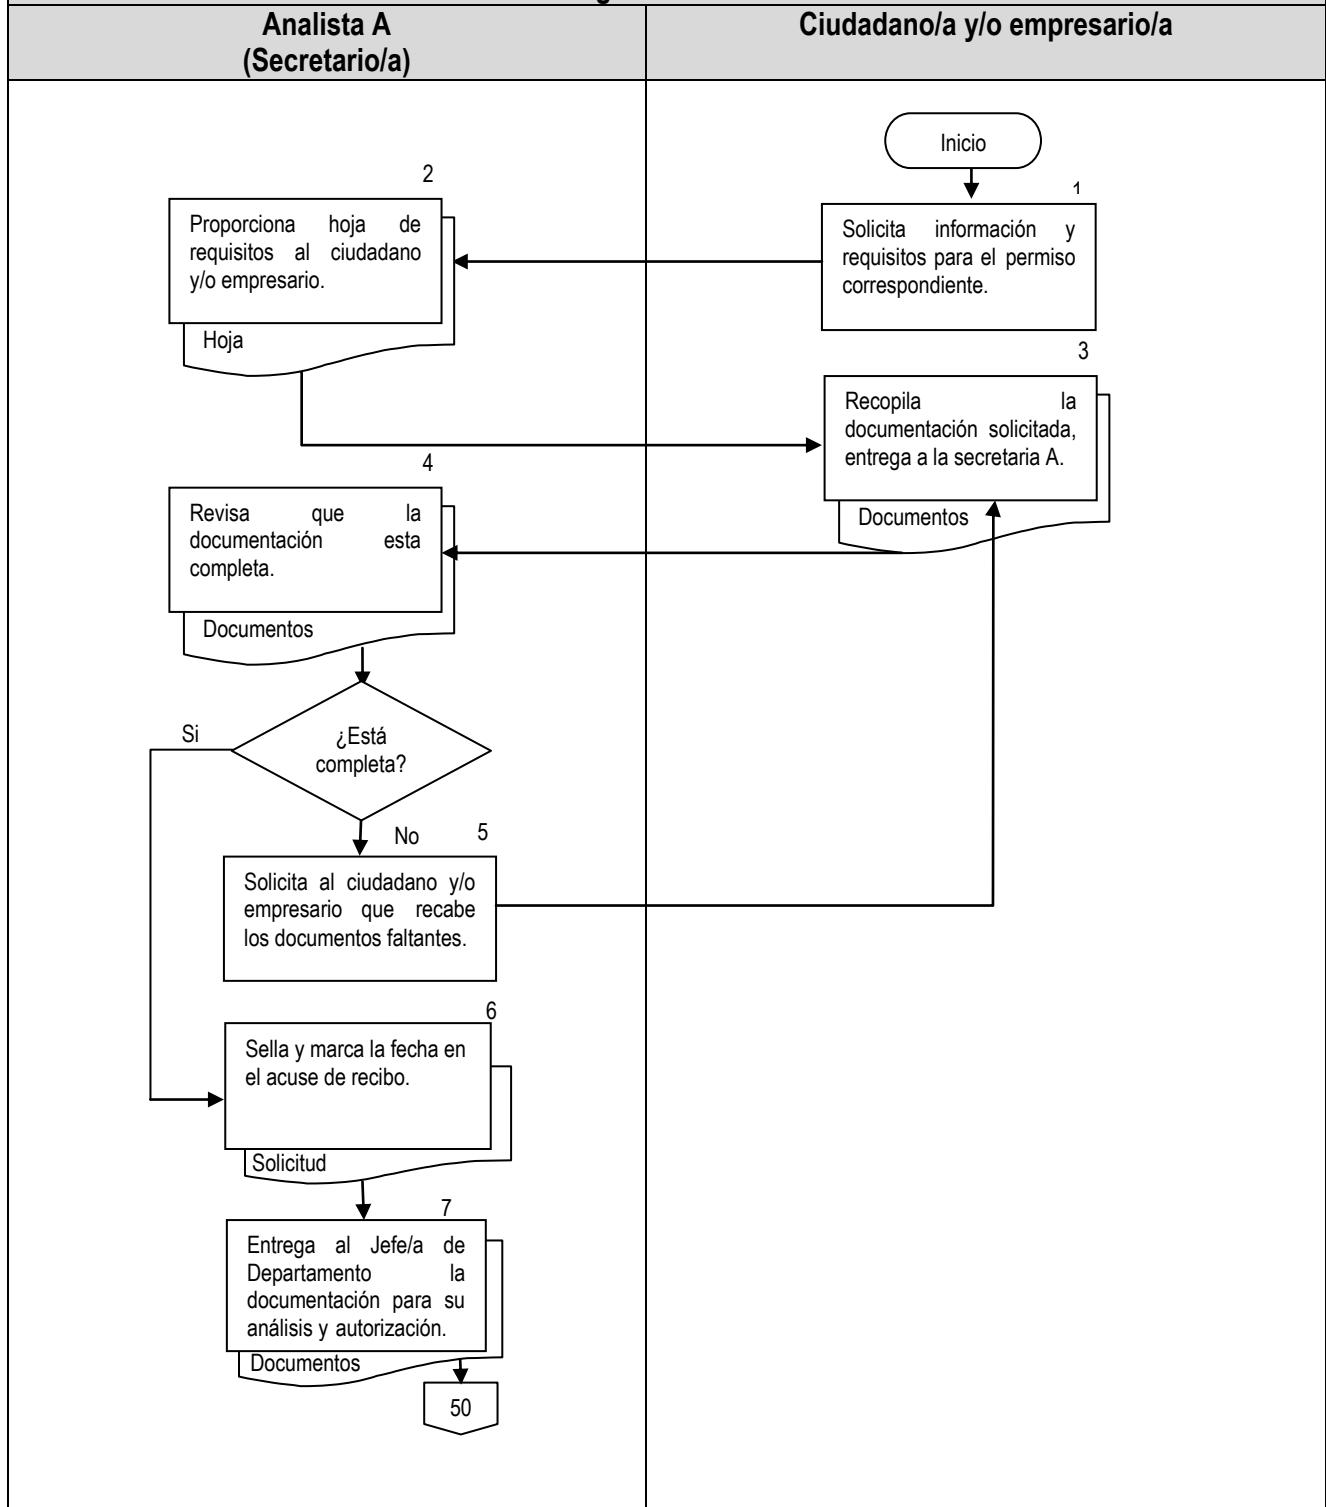 Analista A
(Secretario/a)
Ciudadano/a y/o empresario/a
Inicio
1
Solicita información y
requisitos para el permiso
correspondiente.
2
Proporciona hoja de
requisitos al ciudadano
y/o empresario.
Hoja
3
Recopila la
documentación solicitada,
entrega a la secretaria A.
Documentos
4
Revisa que la
documentación esta
completa.
Documentos
¿Está
completa?
Si
No
5
Solicita al ciudadano y/o
empresario que recabe
los documentos faltantes.
6
Sella y marca la fecha en
el acuse de recibo.
Solicitud
7
Entrega al Jefe/a de
Departamento la
documentación para su
análisis y autorización.
Documentos
50